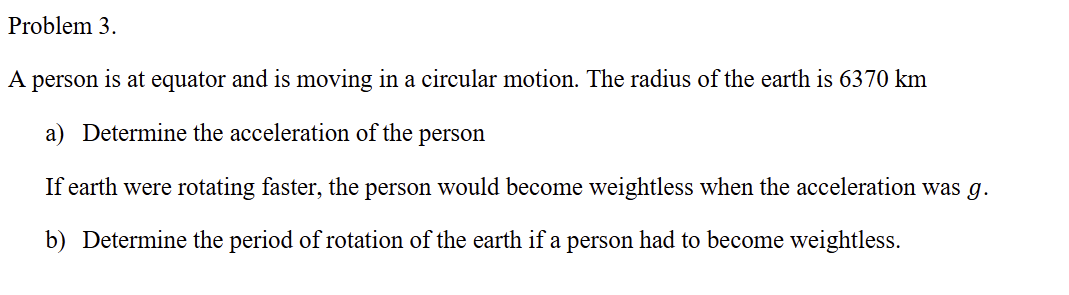 Problem 3.
A person is at equator and is moving in a circular motion. The radius of the earth is 6370 km
a) Determine the acceleration of the person
If earth were rotating faster, the person would become weightless when the acceleration was g.
b) Determine the period of rotation of the earth if a person had to become weightless.